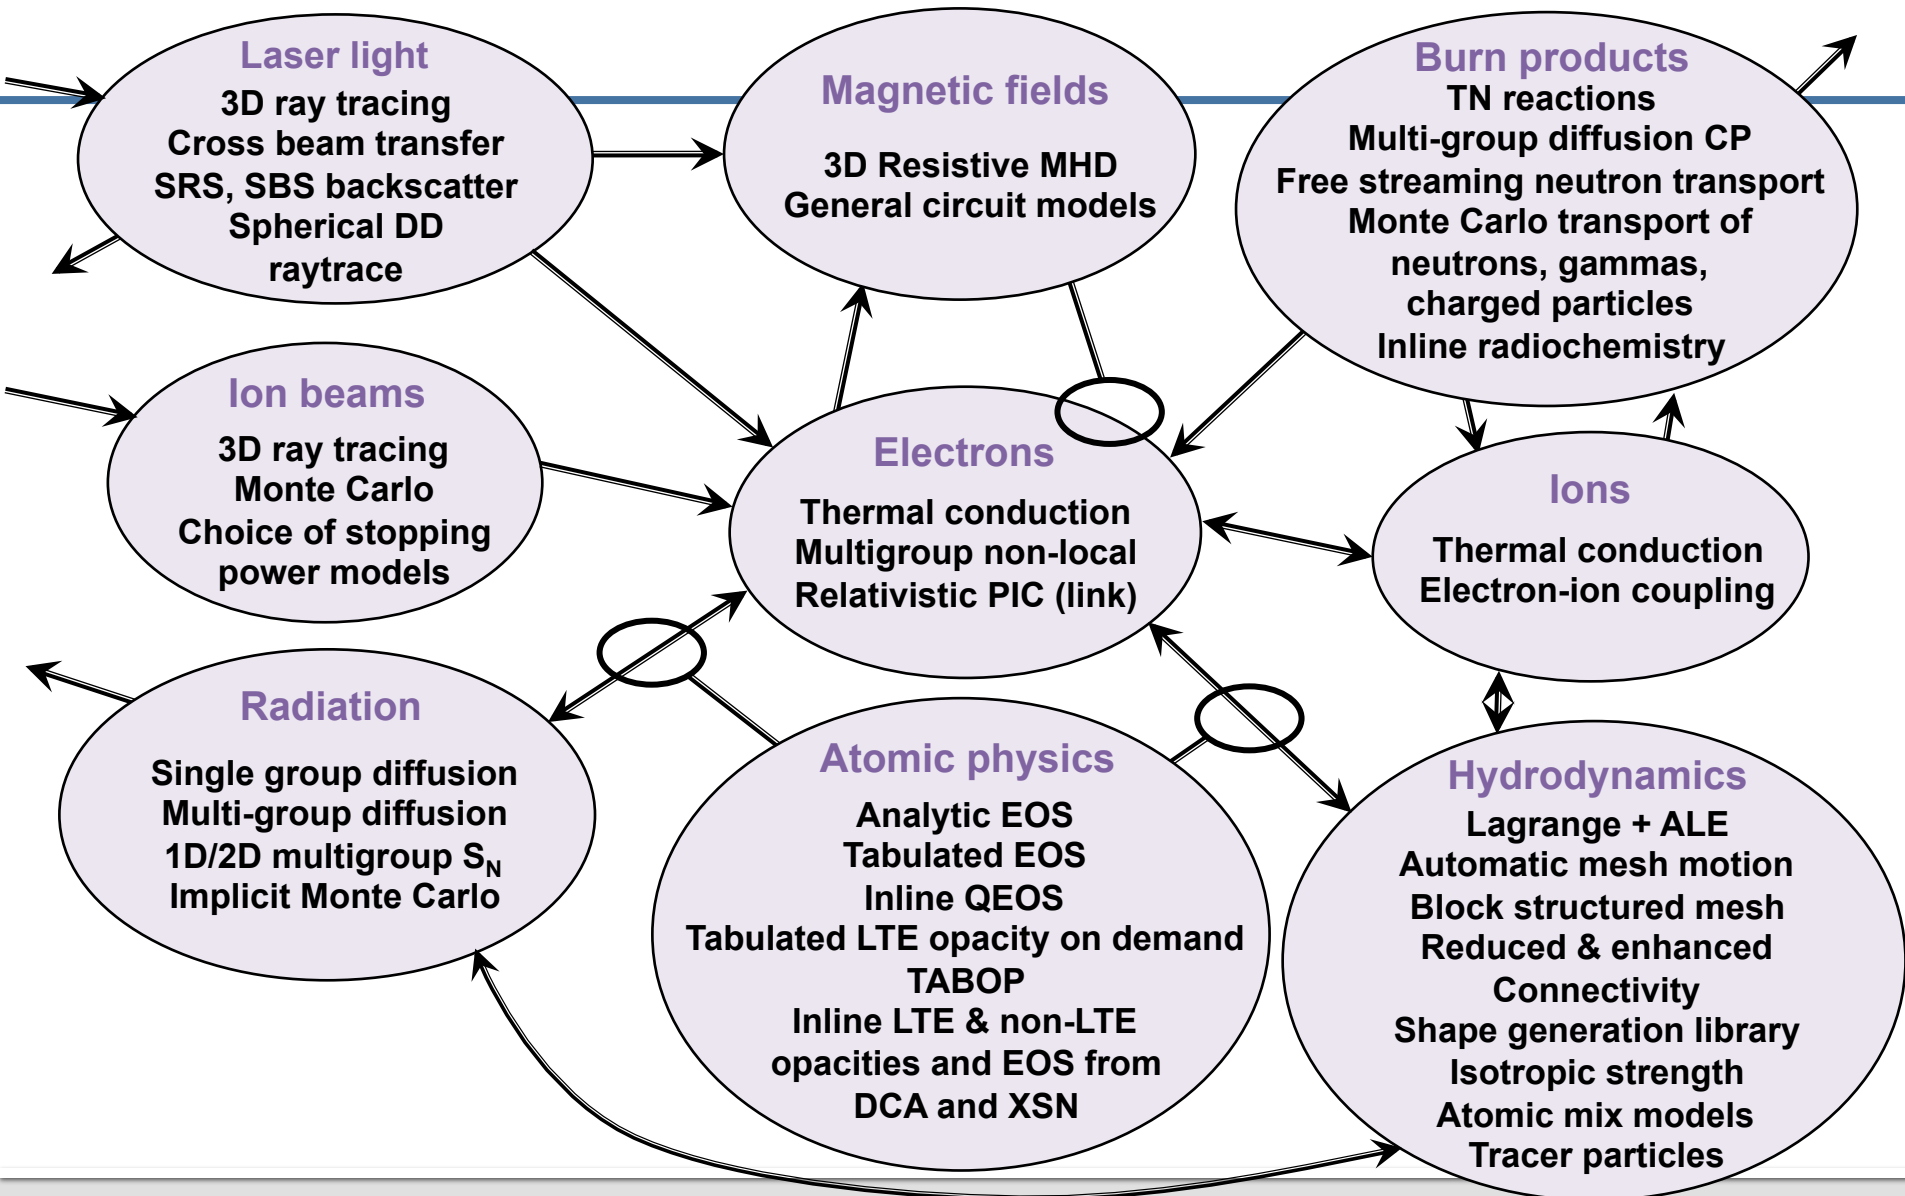 Laser light
3D ray tracing
Cross beam transfer
SRS, SBS backscatter
Spherical DD
raytrace
Magnetic fields
3D Resistive MHD
General circuit models
Burn products
TN reactions
Multi-group diffusion CP
Free streaming neutron transport
Monte Carlo transport of
neutrons, gammas,
charged particles
Inline radiochemistry
Ion beams
3D ray tracing
Monte Carlo
Choice of stopping
power models
Electrons
Thermal conduction
Multigroup non-local
Relativistic PIC (link)
Ions
Thermal conduction
Electron-ion coupling
Radiation
Single group diffusion
Multi-group diffusion
1D/2D multigroup SN
Implicit Monte Carlo
Atomic physics
Analytic EOS
Tabulated EOS
Inline QEOS
Tabulated LTE opacity on demand
TABOP
Inline LTE & non-LTE
opacities and EOS from
DCA and XSN
Hydrodynamics
Lagrange + ALE
Automatic mesh motion
Block structured mesh
Reduced & enhanced
Connectivity
Shape generation library
Isotropic strength
Atomic mix models
Tracer particles